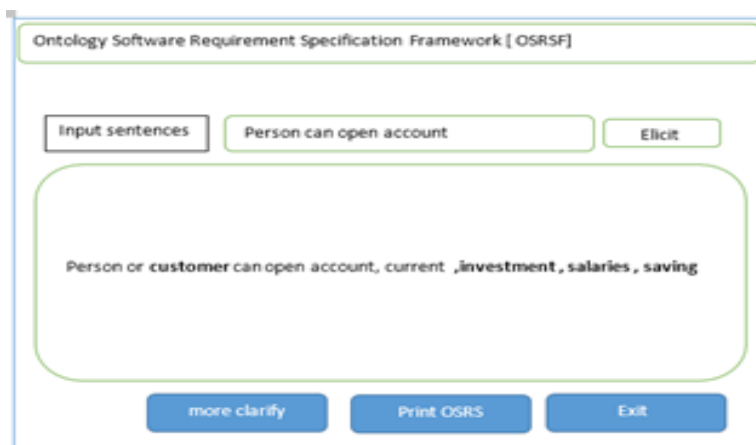 Ontology Software Requirement Specification Framework [ OSRSF]
Input sentences Person can open account Elicit
Person or customer can open account, current ,investment , salaries , saving
more clarify Print OSRS Exit